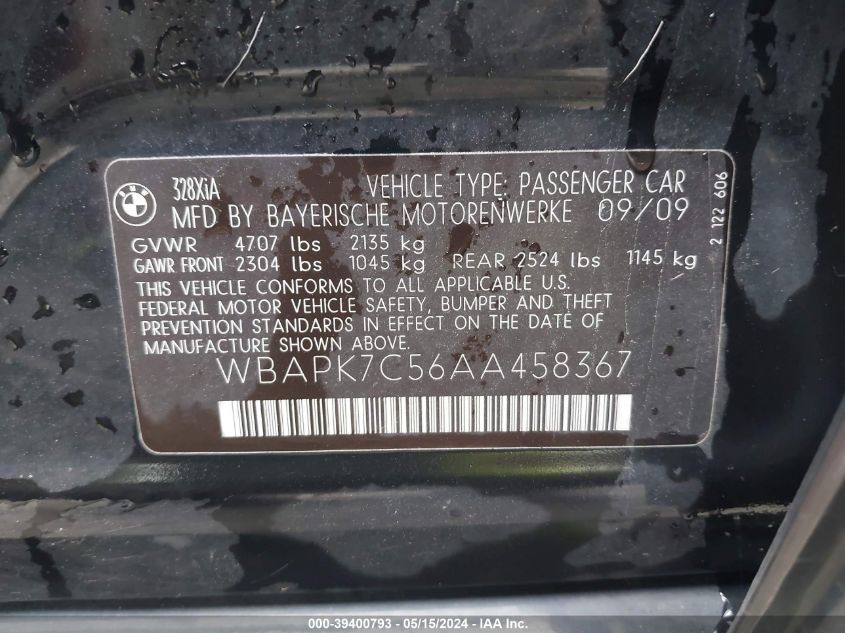 BMW
328XiA VEHICLE TYPE: PASSENGER CAR
MFD BY BAYERISCHE MOTORENWERKE 09/09
GVWR 4707 lbs 2135 kg
GAWR FRONT 2304 lbs 1045 kg REAR 2524 lbs 1145 kg
THIS VEHICLE CONFORMS TO ALL APPLICABLE U.S.
FEDERAL MOTOR VEHICLE SAFETY, BUMPER AND THEFT
PREVENTION STANDARDS IN EFFECT ON THE DATE OF
MANUFACTURE SHOWN ABOVE.
WBAPK7C56AA458367
2 122 606
000-39400793 - 05/15/2024 - IAA Inc.